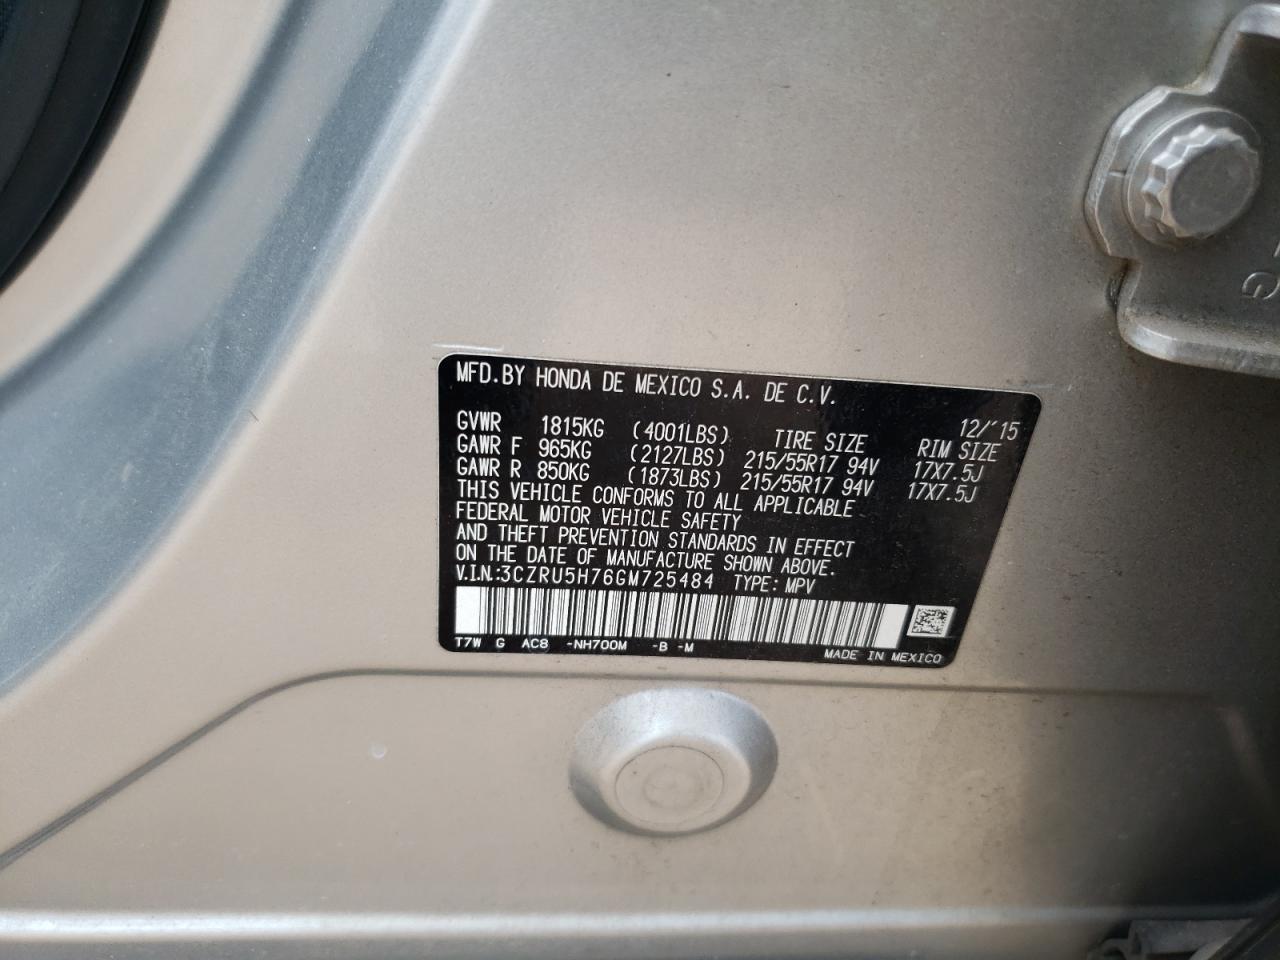 MFD.BY HONDA DE MEXICO S.A. DE C.V.
12/'15
GVWR 1815KG (4001LBS) TIRE SIZE RIM SIZE
GAWR F 965KG (2127LBS) 215/55R17 94V 17X7.5J
GAWR R 850KG (1873LBS) 215/55R17 94V 17X7.5J
THIS VEHICLE CONFORMS TO ALL APPLICABLE
FEDERAL MOTOR VEHICLE SAFETY
AND THEFT PREVENTION STANDARDS IN EFFECT
ON THE DATE OF MANUFACTURE SHOWN ABOVE.
V.I.N.:3CZRU5H76GM725484 TYPE: MPV
T7W G AC8 -NH700M -B -M
MADE IN MEXICO